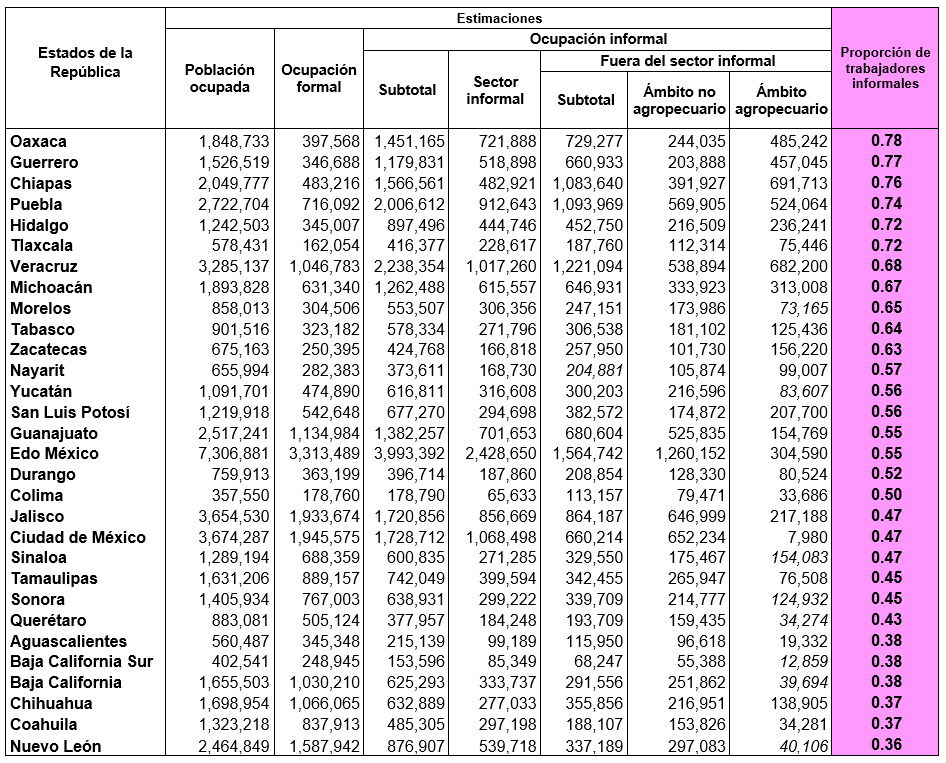 Estados de la República
Estimaciones
Proporción de trabajadores informales
Población ocupada
Ocupación formal
Ocupación informal
Subtotal
Sector informal
Fuera del sector informal
Subtotal
Ámbito no agropecuario
Ámbito agropecuario
Oaxaca 1,848,733 397,568 1,451,165 721,888 729,277 244,035 485,242 0.78
Guerrero 1,526,519 346,688 1,179,831 518,898 660,933 203,888 457,045 0.77
Chiapas 2,049,777 483,216 1,566,561 482,921 1,083,640 391,927 691,713 0.76
Puebla 2,722,704 716,092 2,006,612 912,643 1,093,969 569,905 524,064 0.74
Hidalgo 1,242,503 345,007 897,496 444,746 452,750 216,509 236,241 0.72
Tlaxcala 578,431 162,054 416,377 228,617 187,760 112,314 75,446 0.72
Veracruz 3,285,137 1,046,783 2,238,354 1,017,260 1,221,094 538,894 682,200 0.68
Michoacán 1,893,828 631,340 1,262,488 615,557 646,931 333,923 313,008 0.67
Morelos 858,013 304,506 553,507 306,356 247,151 173,986 73,165 0.65
Tabasco 901,516 323,182 578,334 271,796 306,538 181,102 125,436 0.64
Zacatecas 675,163 250,395 424,768 166,818 257,950 101,730 156,220 0.63
Nayarit 655,994 282,383 373,611 168,730 204,881 105,874 99,007 0.57
Yucatán 1,091,701 474,890 616,811 316,608 300,203 216,596 83,607 0.56
San Luis Potosí 1,219,918 542,648 677,270 294,698 382,572 174,872 207,700 0.56
Guanajuato 2,517,241 1,134,984 1,382,257 701,653 680,604 525,835 154,769 0.55
Edo México 7,306,881 3,313,489 3,993,392 2,428,650 1,564,742 1,260,152 304,590 0.55
Durango 759,913 363,199 396,714 187,860 208,854 128,330 80,524 0.52
Colima 357,550 178,760 178,790 65,633 113,157 79,471 33,686 0.50
Jalisco 3,654,530 1,933,674 1,720,856 856,669 864,187 646,999 217,188 0.47
Ciudad de México 3,674,287 1,945,575 1,728,712 1,068,498 660,214 652,234 7,980 0.47
Sinaloa 1,289,194 688,359 600,835 271,285 329,550 175,467 154,083 0.47
Tamaulipas 1,631,206 889,157 742,049 399,594 342,455 265,947 76,508 0.45
Sonora 1,405,934 767,003 638,931 299,222 339,709 214,777 124,932 0.45
Querétaro 883,081 505,124 377,957 184,248 193,709 159,435 34,274 0.43
Aguascalientes 560,487 345,348 215,139 99,189 115,950 96,618 19,332 0.38
Baja California Sur 402,541 248,945 153,596 85,349 68,247 55,388 12,859 0.38
Baja California 1,655,503 1,030,210 625,293 333,737 291,556 251,862 39,694 0.38
Chihuahua 1,698,954 1,066,065 632,889 277,033 355,856 216,951 138,905 0.37
Coahuila 1,323,218 837,913 485,305 297,198 188,107 153,826 34,281 0.37
Nuevo León 2,464,849 1,587,942 876,907 539,718 337,189 297,083 40,106 0.36